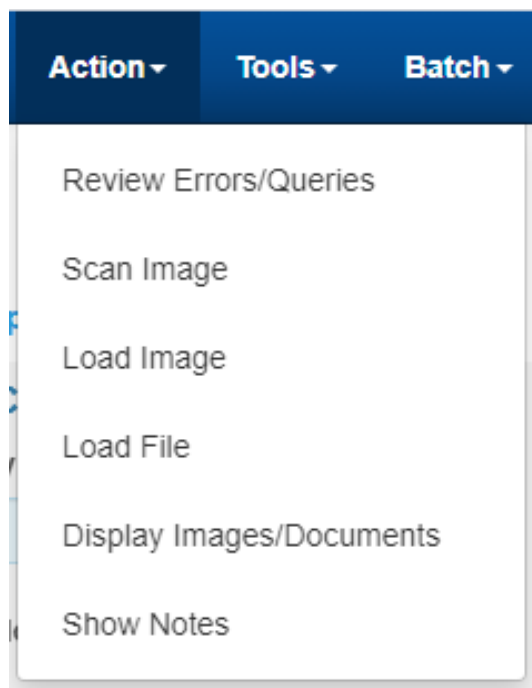 Action Tools Batch
Review Errors/Queries
Scan Image
Load Image
Load File
Display Images/Documents
Show Notes